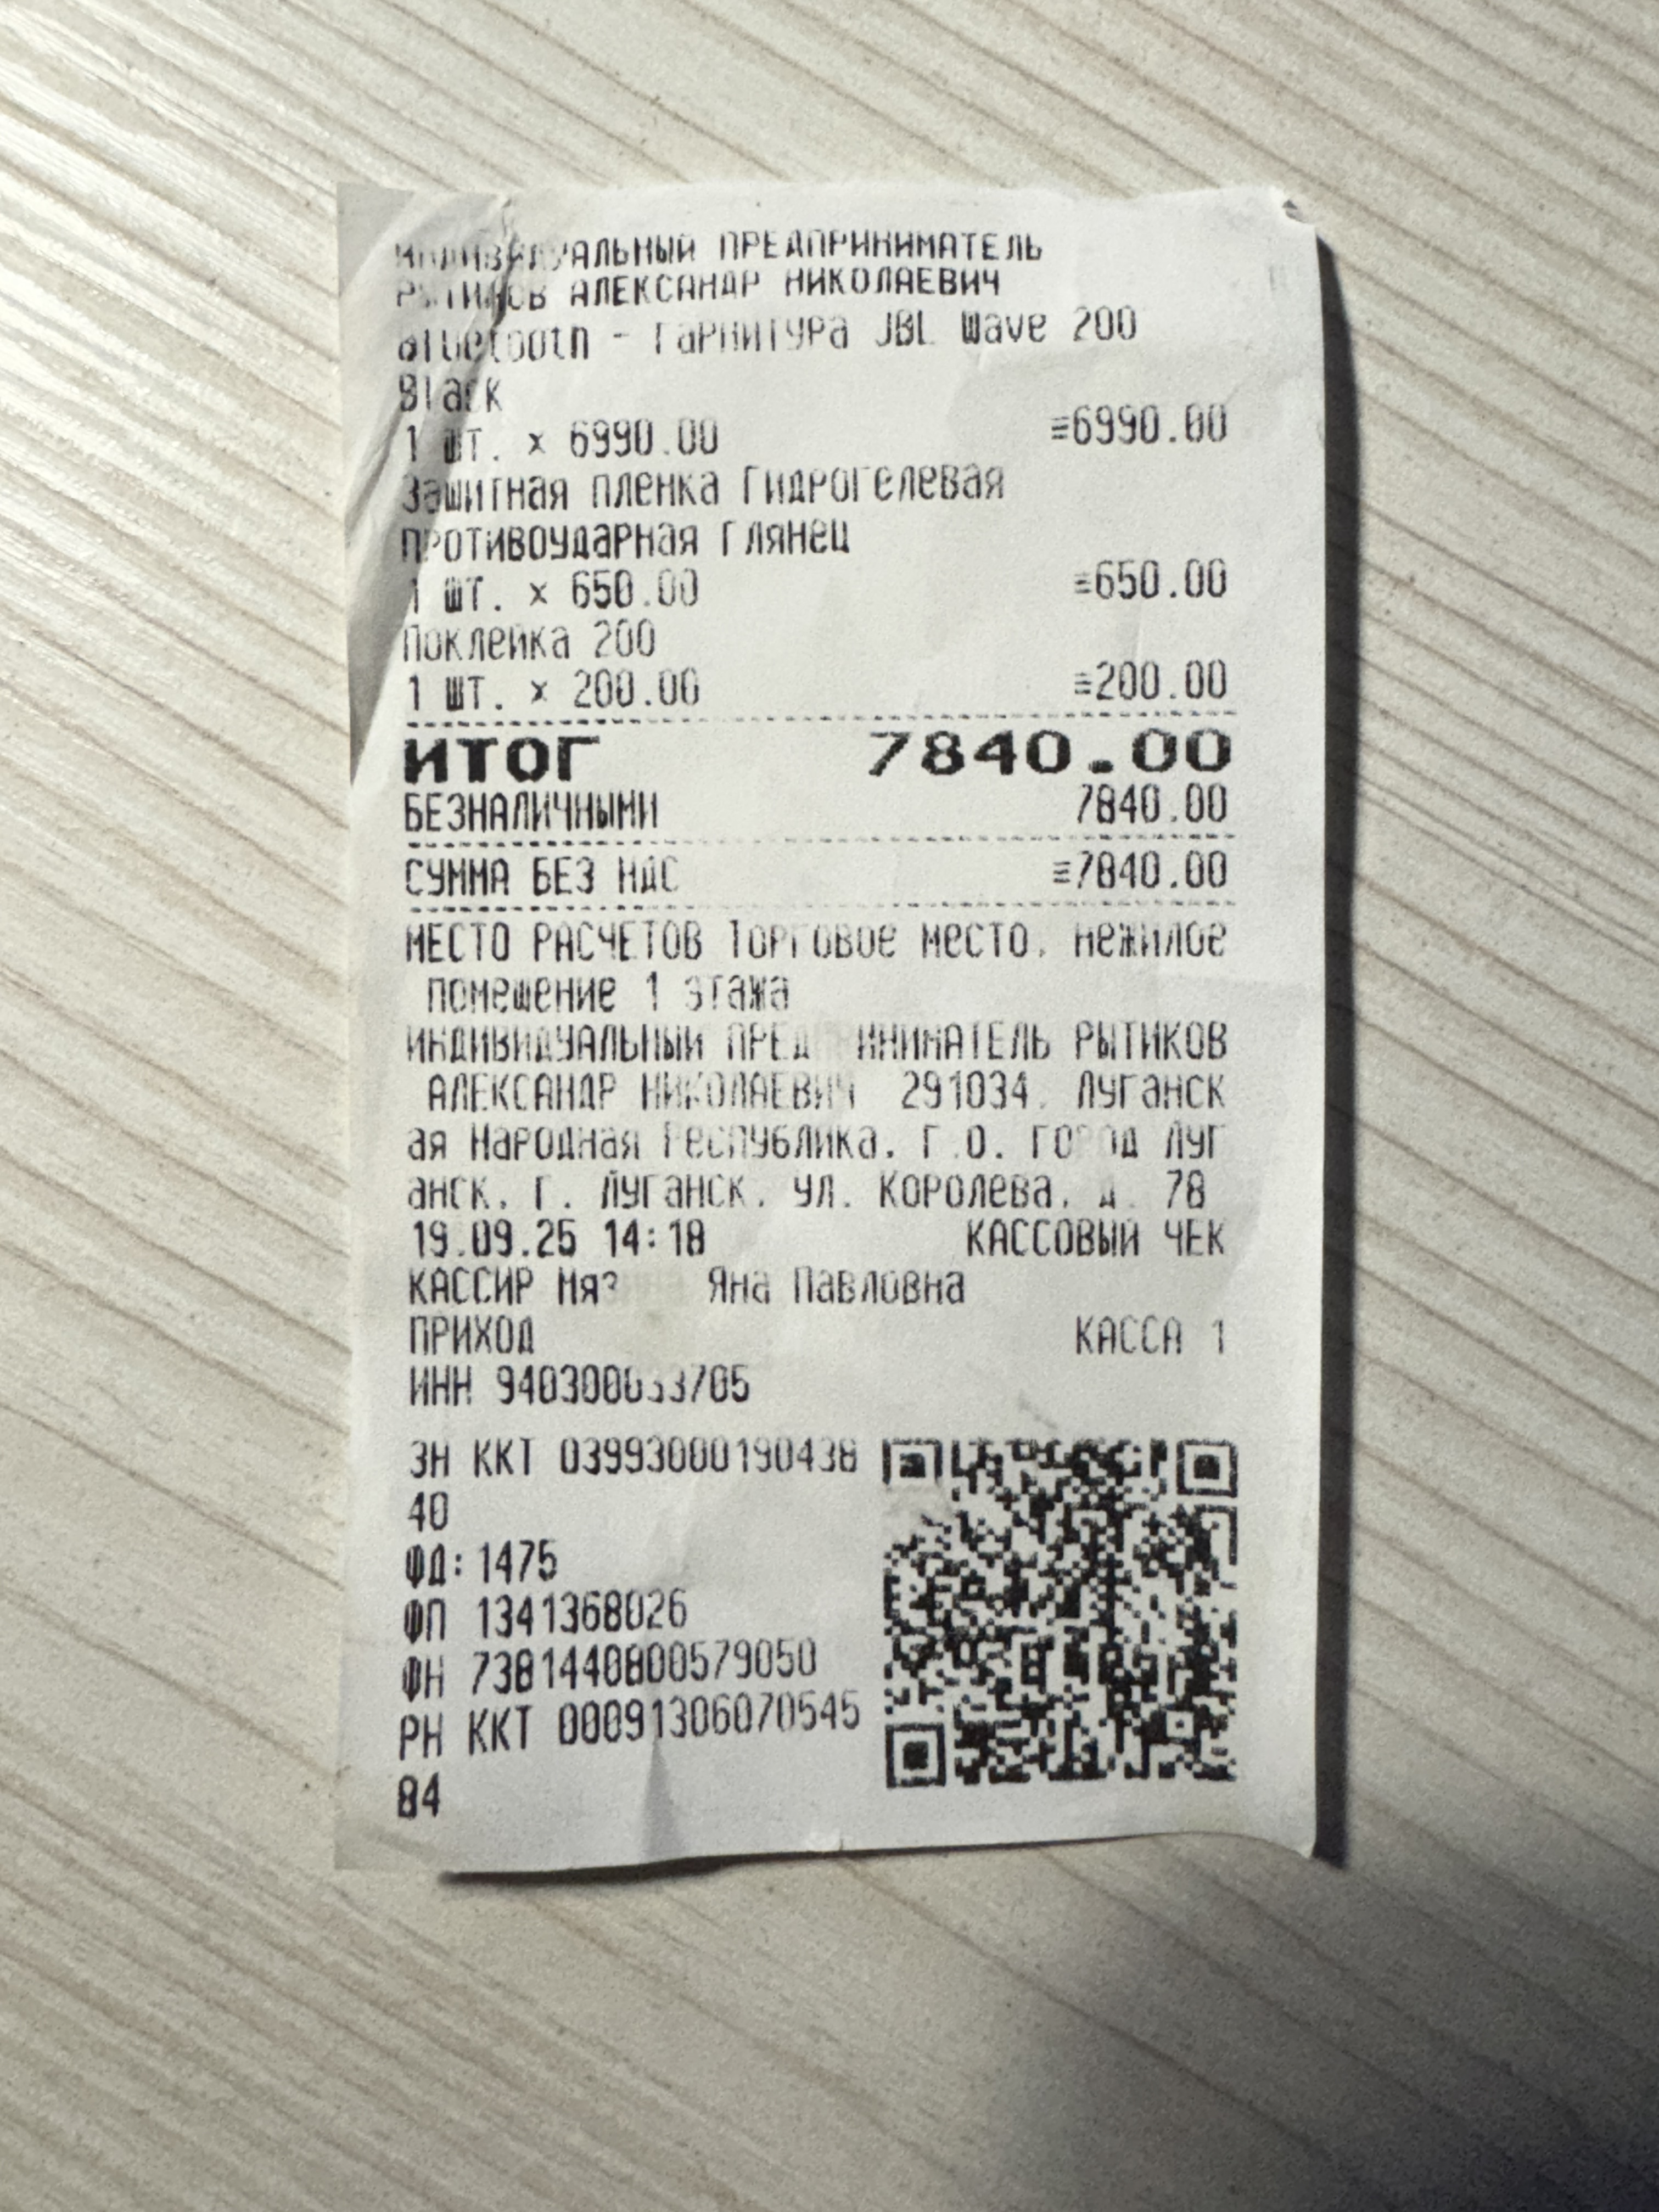 ИНДИВИДУАЛЬНЫЙ ПРЕДПРИНИМАТЕЛЬ
РЫТИКОВ АЛЕКСАНДР НИКОЛАЕВИЧ
Bluetooth - Гарнитура JBL Wave 200
Black
1 шт. × 6990.00 ≡6990.00
Защитная пленка Гидрогелевая
противоударная Глянец
1 шт. × 650.00 ≡650.00
Поклейка 200
1 шт. × 200.00 ≡200.00
ИТОГ 7840.00
БЕЗНАЛИЧНЫМИ 7840.00
СУММА БЕЗ НДС ≡7840.00
МЕСТО РАСЧЕТОВ Торговое место, нежилое
помещение 1 этажа
ИНДИВИДУАЛЬНЫЙ ПРЕДПРИНИМАТЕЛЬ РЫТИКОВ
АЛЕКСАНДР НИКОЛАЕВИЧ 291034, Луганск
ая Народная Республика, Г.О. ГОРОД ЛУГ
анск, г. Луганск, ул. Королева, д. 78
19.09.25 14:18 КАССОВЫЙ ЧЕК
КАССИР Яна Павловна
ПРИХОД КАССА 1
ИНН
ЗН ККТ 03993000190438
40
ФД: 1475
ФП 1341368026
ФН 7381440800579050
РН ККТ 00091306070545
84